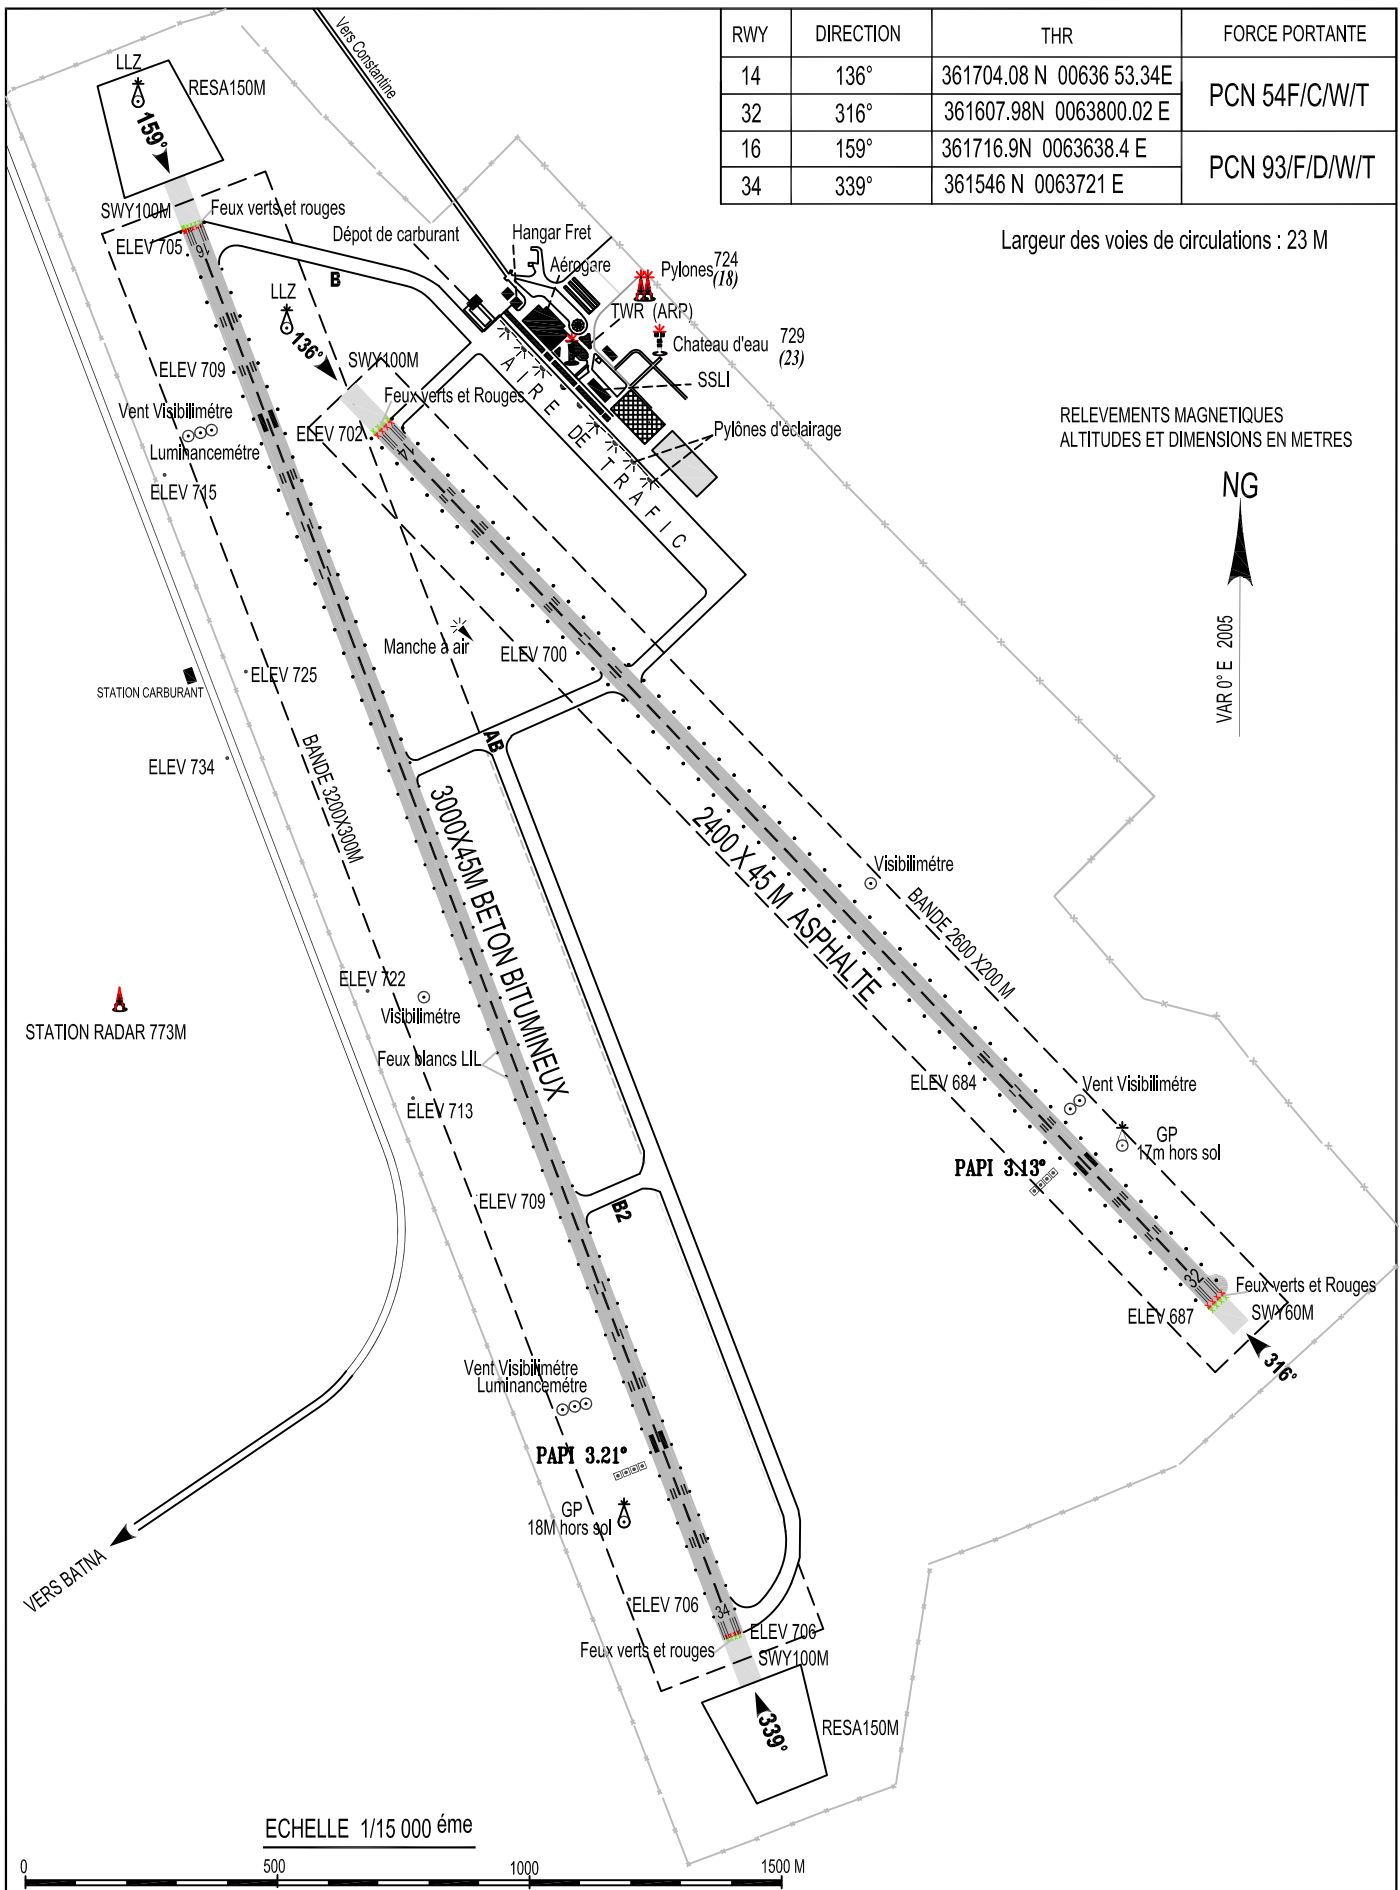 RWY DIRECTION THR FORCE PORTANTE
14 136° 361704.08 N 00636 53.34E PCN 54F/C/W/T
32 316° 361607.98N 0063800.02 E
16 159° 361716.9N 0063638.4 E PCN 93/F/D/W/T
34 339° 361546 N 0063721 E
Largeur des voies de circulations : 23 M
RELEVEMENTS MAGNETIQUES
ALTITUDES ET DIMENSIONS EN METRES
NG
VAR 0° E 2005
Vers Constantine
LLZ
RESA150M
159°
SWY100M
Feux verts et rouges
ELEV 705
16
B
Dépot de carburant
Hangar Fret
Aérogare
Pylones 724
(18)
TWR (ARP)
Chateau d'eau 729
(23)
SSLI
Pylônes d'éclairage
AIRE DE TRAFIC
LLZ
136°
SWY100M
Feux verts et Rouges
ELEV 702
14
ELEV 709
Vent Visibilimétre
Luminancemétre
ELEV 715
Manche a air
ELEV 700
ELEV 725
STATION CARBURANT
ELEV 734
BANDE 3200X300M
AB
3000X45M BETON BITUMINEUX
2400 X 45 M ASPHALTE
Visibilimétre
BANDE 2600 X200 M
ELEV 722
Visibilimétre
STATION RADAR 773M
Feux blancs LIL
ELEV 713
ELEV 684
Vent Visibilimétre
GP
17m hors sol
PAPI 3.13°
ELEV 709
B2
32
Feux verts et Rouges
ELEV 687
SWY60M
316°
Vent Visibilimétre
Luminancemétre
PAPI 3.21°
GP
18M hors sol
VERS BATNA
ELEV 706
34
ELEV 706
Feux verts et rouges
SWY100M
339°
RESA150M
ECHELLE 1/15 000 éme
0 500 1000 1500 M